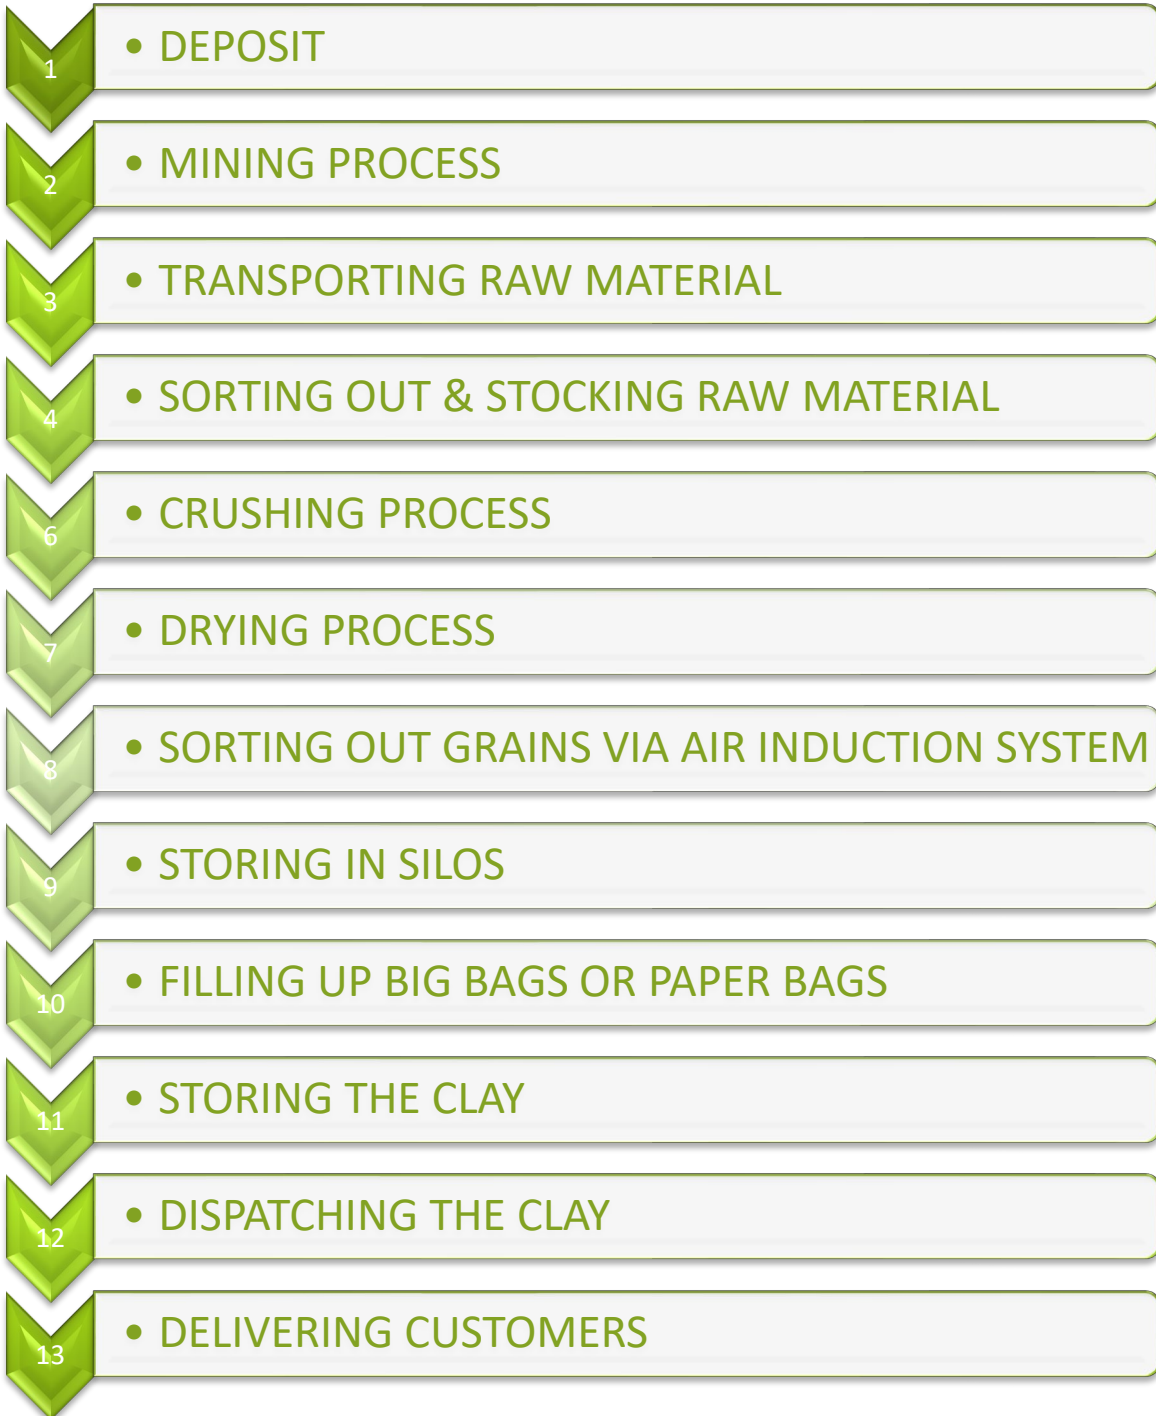 1
• DEPOSIT
2
• MINING PROCESS
3
• TRANSPORTING RAW MATERIAL
4
• SORTING OUT & STOCKING RAW MATERIAL
6
• CRUSHING PROCESS
7
• DRYING PROCESS
8
• SORTING OUT GRAINS VIA AIR INDUCTION SYSTEM
9
• STORING IN SILOS
10
• FILLING UP BIG BAGS OR PAPER BAGS
11
• STORING THE CLAY
12
• DISPATCHING THE CLAY
13
• DELIVERING CUSTOMERS